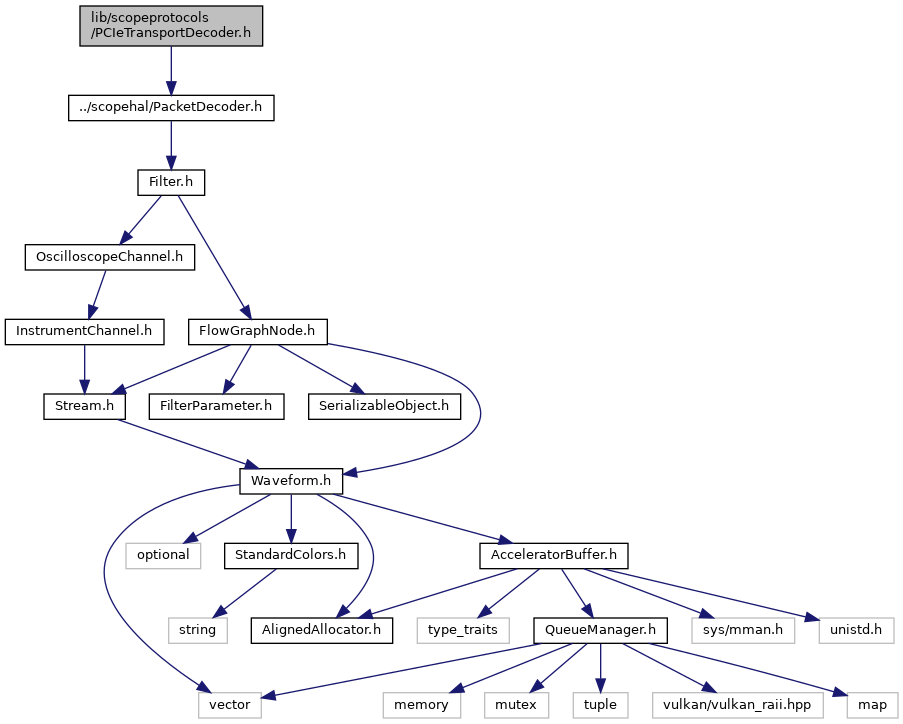 lib/scopeprotocols
/PCIeTransportDecoder.h
../scopehal/PacketDecoder.h
Filter.h
OscilloscopeChannel.h
InstrumentChannel.h
FlowGraphNode.h
Stream.h
FilterParameter.h
SerializableObject.h
Waveform.h
optional
StandardColors.h
AcceleratorBuffer.h
string
AlignedAllocator.h
type_traits
QueueManager.h
sys/mman.h
unistd.h
vector
memory
mutex
tuple
vulkan/vulkan_raii.hpp
map